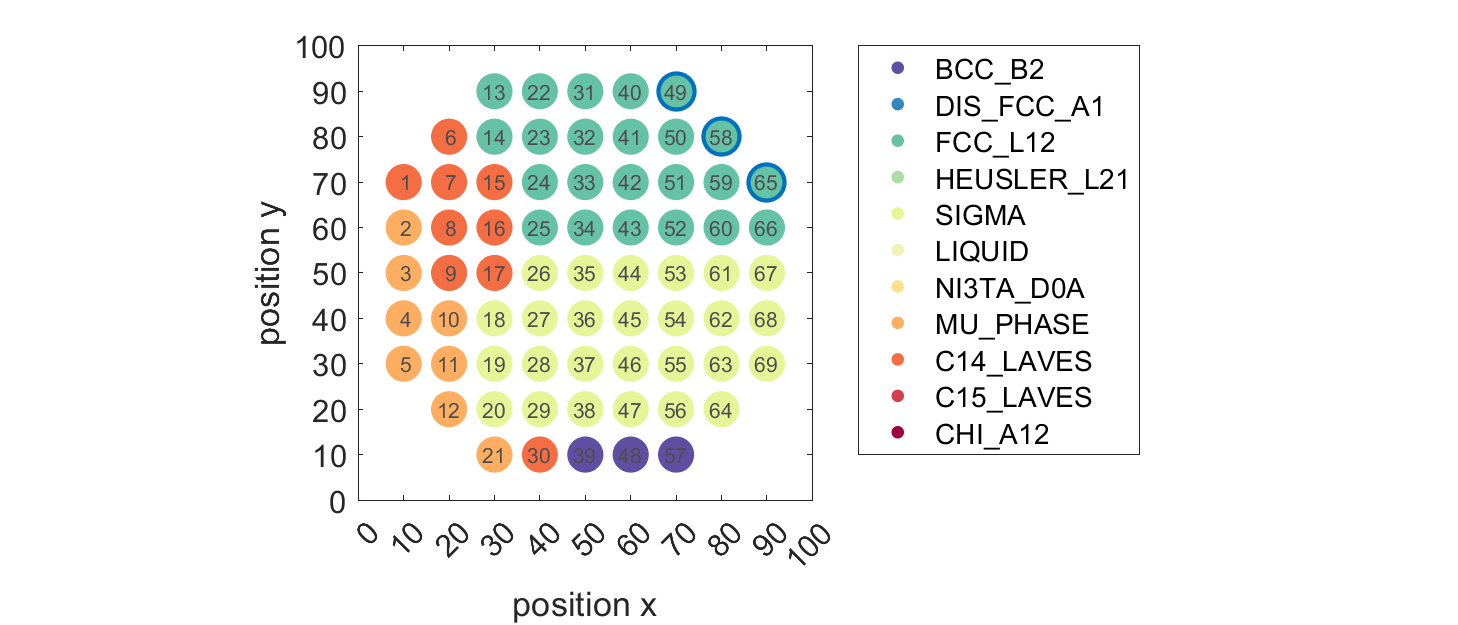 100
90
80
70
60
50
40
30
20
10
0
13 22 31 40 49
6 14 23 32 41 50 58
1 7 15 24 33 42 51 59 65
2 8 16 25 34 43 52 60 66
3 9 17 26 35 44 53 61 67
4 10 18 27 36 45 54 62 68
5 11 19 28 37 46 55 63 69
12 20 29 38 47 56 64
21 30 39 48 57
0 10 20 30 40 50 60 70 80 90 100
position x
position y
BCC_B2
DIS_FCC_A1
FCC_L12
HEUSLER_L21
SIGMA
LIQUID
NI3TA_D0A
MU_PHASE
C14_LAVES
C15_LAVES
CHI_A12